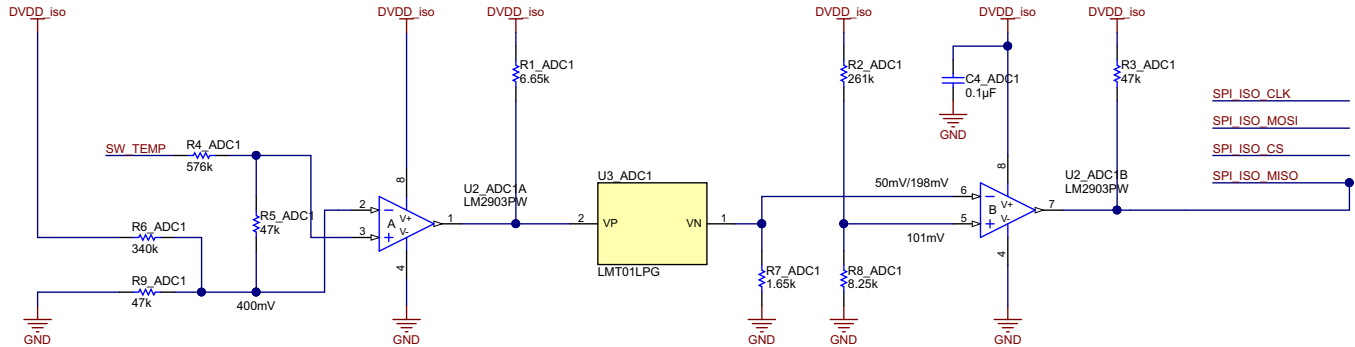 DVDD_iso
DVDD_iso
DVDD_iso
DVDD_iso
DVDD_iso
DVDD_iso
R1_ADC1
6.65k
R2_ADC1
261k
C4_ADC1
0.1µF
GND
R3_ADC1
47k
SPI_ISO_CLK
SPI_ISO_MOSI
SPI_ISO_CS
SPI_ISO_MISO
SW_TEMP
R4_ADC1
576k
R5_ADC1
47k
R6_ADC1
340k
R9_ADC1
47k
400mV
GND
8
2
3
A
V+
V-
1
4
GND
U2_ADC1A
LM2903PW
U3_ADC1
2
VP
VN
1
LMT01LPG
50mV/198mV
101mV
R7_ADC1
1.65k
GND
R8_ADC1
8.25k
GND
8
6
5
B
V+
V-
7
4
GND
U2_ADC1B
LM2903PW